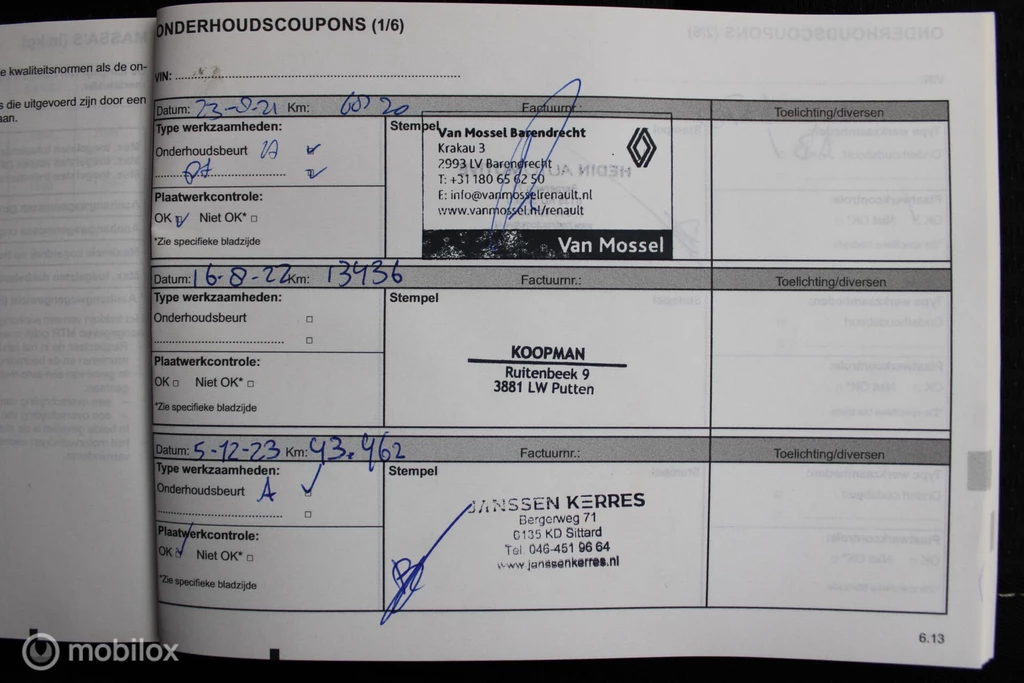 MASSA'S (in kg)
e kwaliteitsnormen als de on-
s die uitgevoerd zijn door een
aan.
ONDERHOUDSCOUPONS (1/6)
VIN:
Datum: 23-8-21 Km: Factuurnr.: Toelichting/diversen
Type werkzaamheden: Stempel
Onderhoudsbeurt A
Plaatwerkcontrole:
OK Niet OK*
*Zie specifieke bladzijde
Van Mossel Barendrecht
Krakau 3
2993 LV Barendrecht
T: +31 180 65 62 50
E: info@vanmosselrenault.nl
www.vanmossel.nl/renault
Van Mossel
Datum: 16-8-22 Km: 13436 Factuurnr.: Toelichting/diversen
Type werkzaamheden: Stempel
Onderhoudsbeurt
Plaatwerkcontrole:
OK Niet OK*
*Zie specifieke bladzijde
KOOPMAN
Ruitenbeek 9
3881 LW Putten
Datum: 5-12-23 Km: 43.462 Factuurnr.: Toelichting/diversen
Type werkzaamheden: Stempel
Onderhoudsbeurt A
Plaatwerkcontrole:
OK Niet OK*
*Zie specifieke bladzijde
JANSSEN KERRES
Bergerweg 71
6135 KD Sittard
Tel. 046-451 96 64
www.janssenkerres.nl
6.13
mobilox